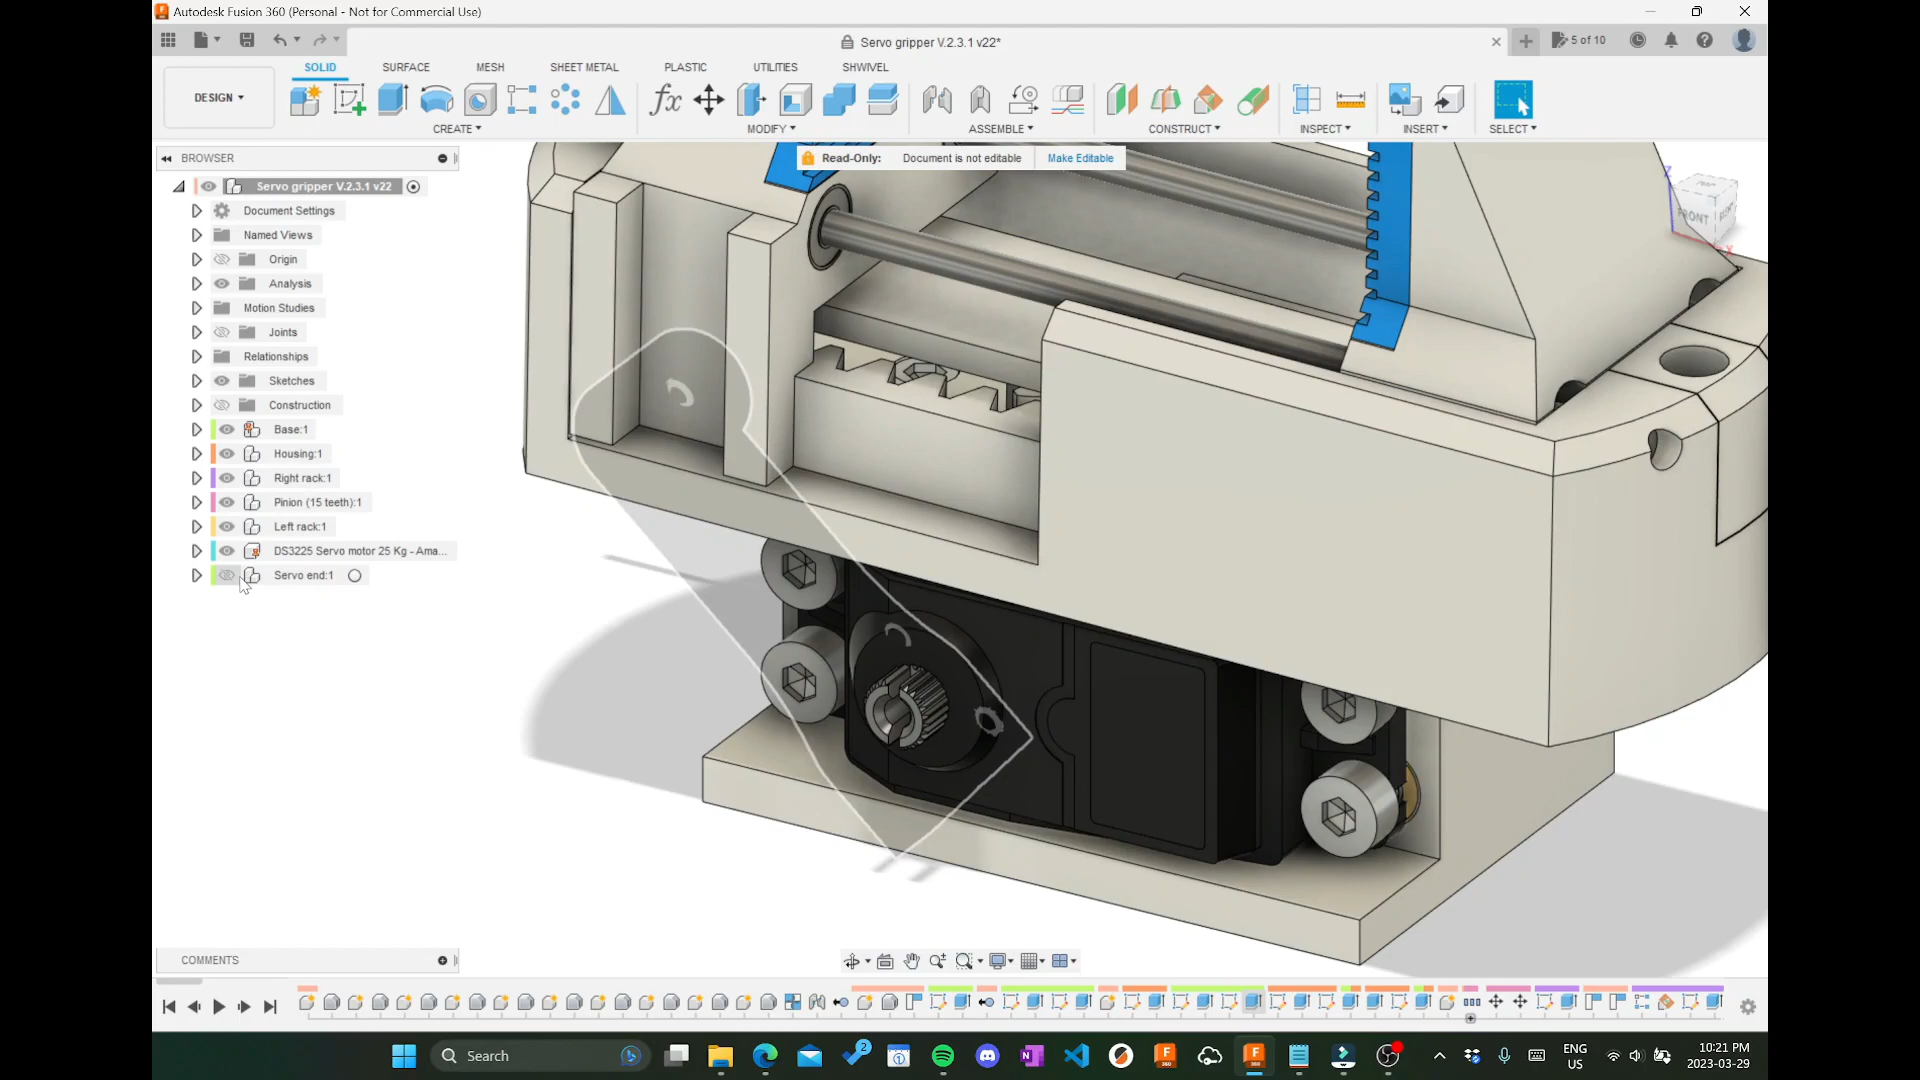 Autodesk Fusion 360 (Personal - Not for Commercial Use)
Servo gripper V.2.3.1 v22*
5 of 10
DESIGN
SOLID
SURFACE
MESH
SHEET METAL
PLASTIC
UTILITIES
SHWIVEL
CREATE
MODIFY
ASSEMBLE
CONSTRUCT
INSPECT
INSERT
SELECT
BROWSER
Read-Only: Document is not editable Make Editable
Servo gripper V.2.3.1 v22
Document Settings
Named Views
Origin
Analysis
Motion Studies
Joints
Relationships
Sketches
Construction
Base:1
Housing:1
Right rack:1
Pinion (15 teeth):1
Left rack:1
DS3225 Servo motor 25 Kg - Ama...
Servo end:1
Z
FRONT
X
COMMENTS
Search
2
ENG
US
10:21 PM
2023-03-29